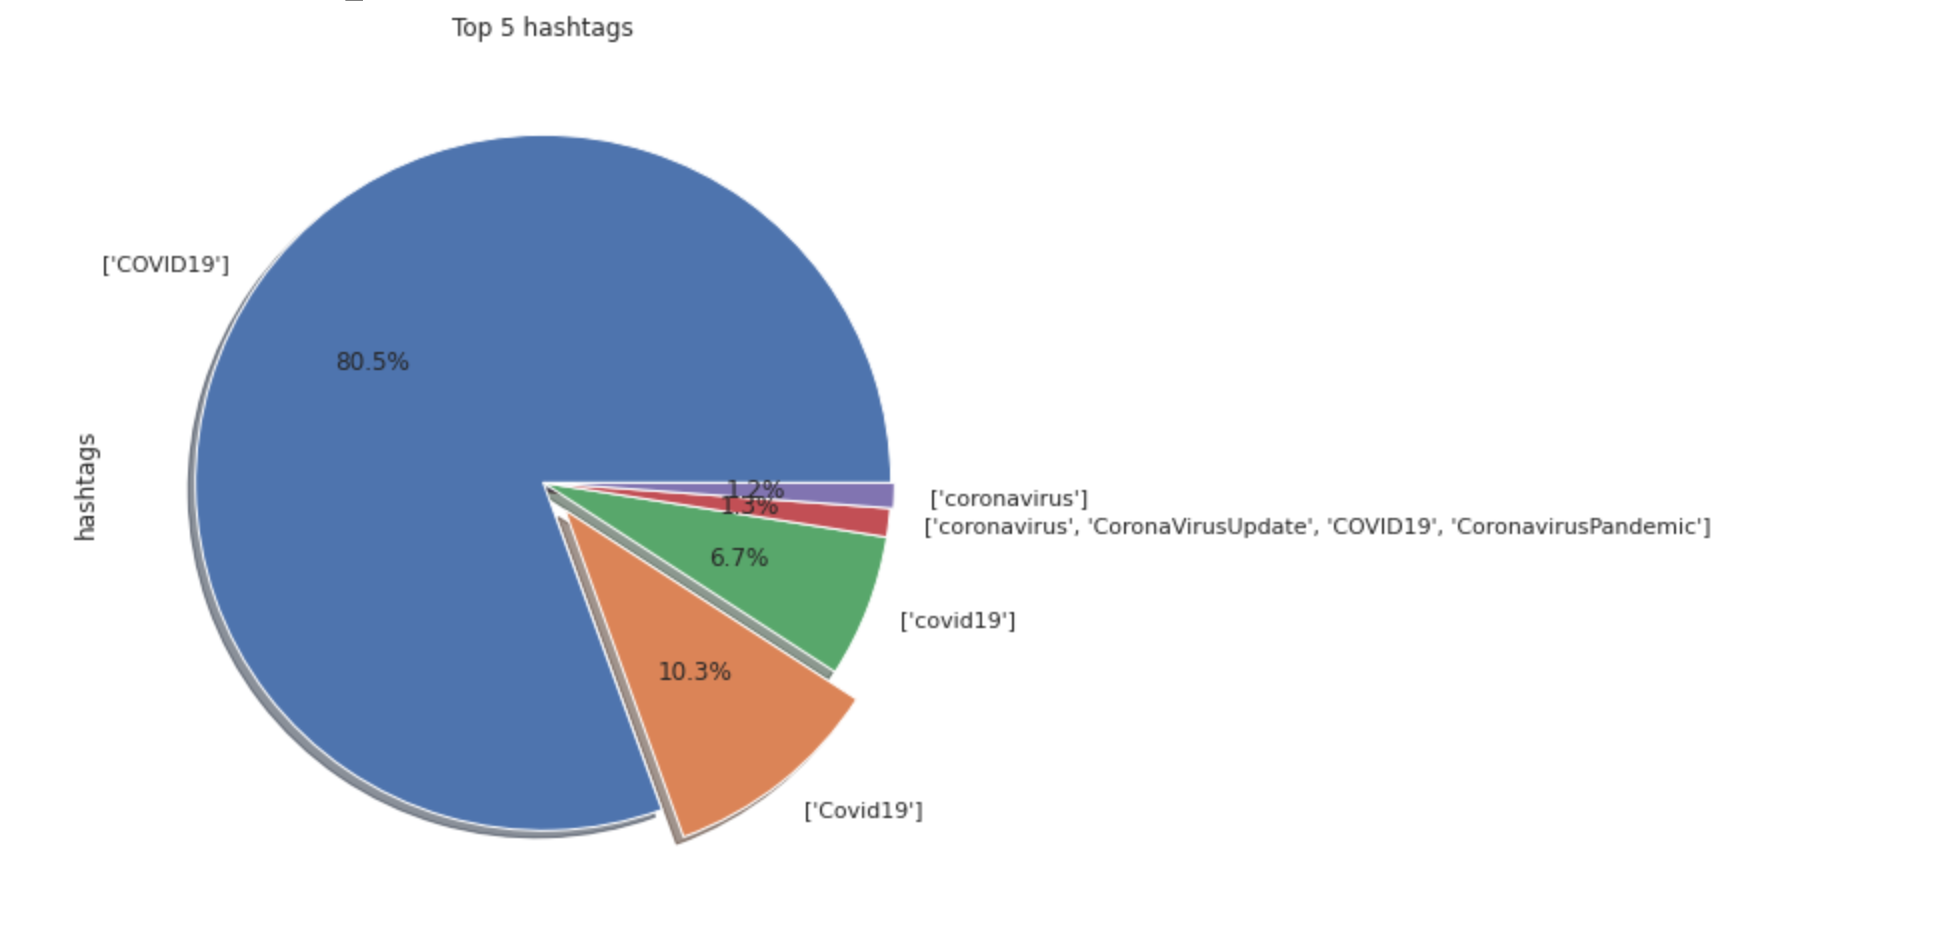 Top 5 hashtags
['COVID19']
80.5%
hashtags
1.2%
['coronavirus']
1.3%
['coronavirus', 'CoronaVirusUpdate', 'COVID19', 'CoronavirusPandemic']
6.7%
['covid19']
10.3%
['Covid19']